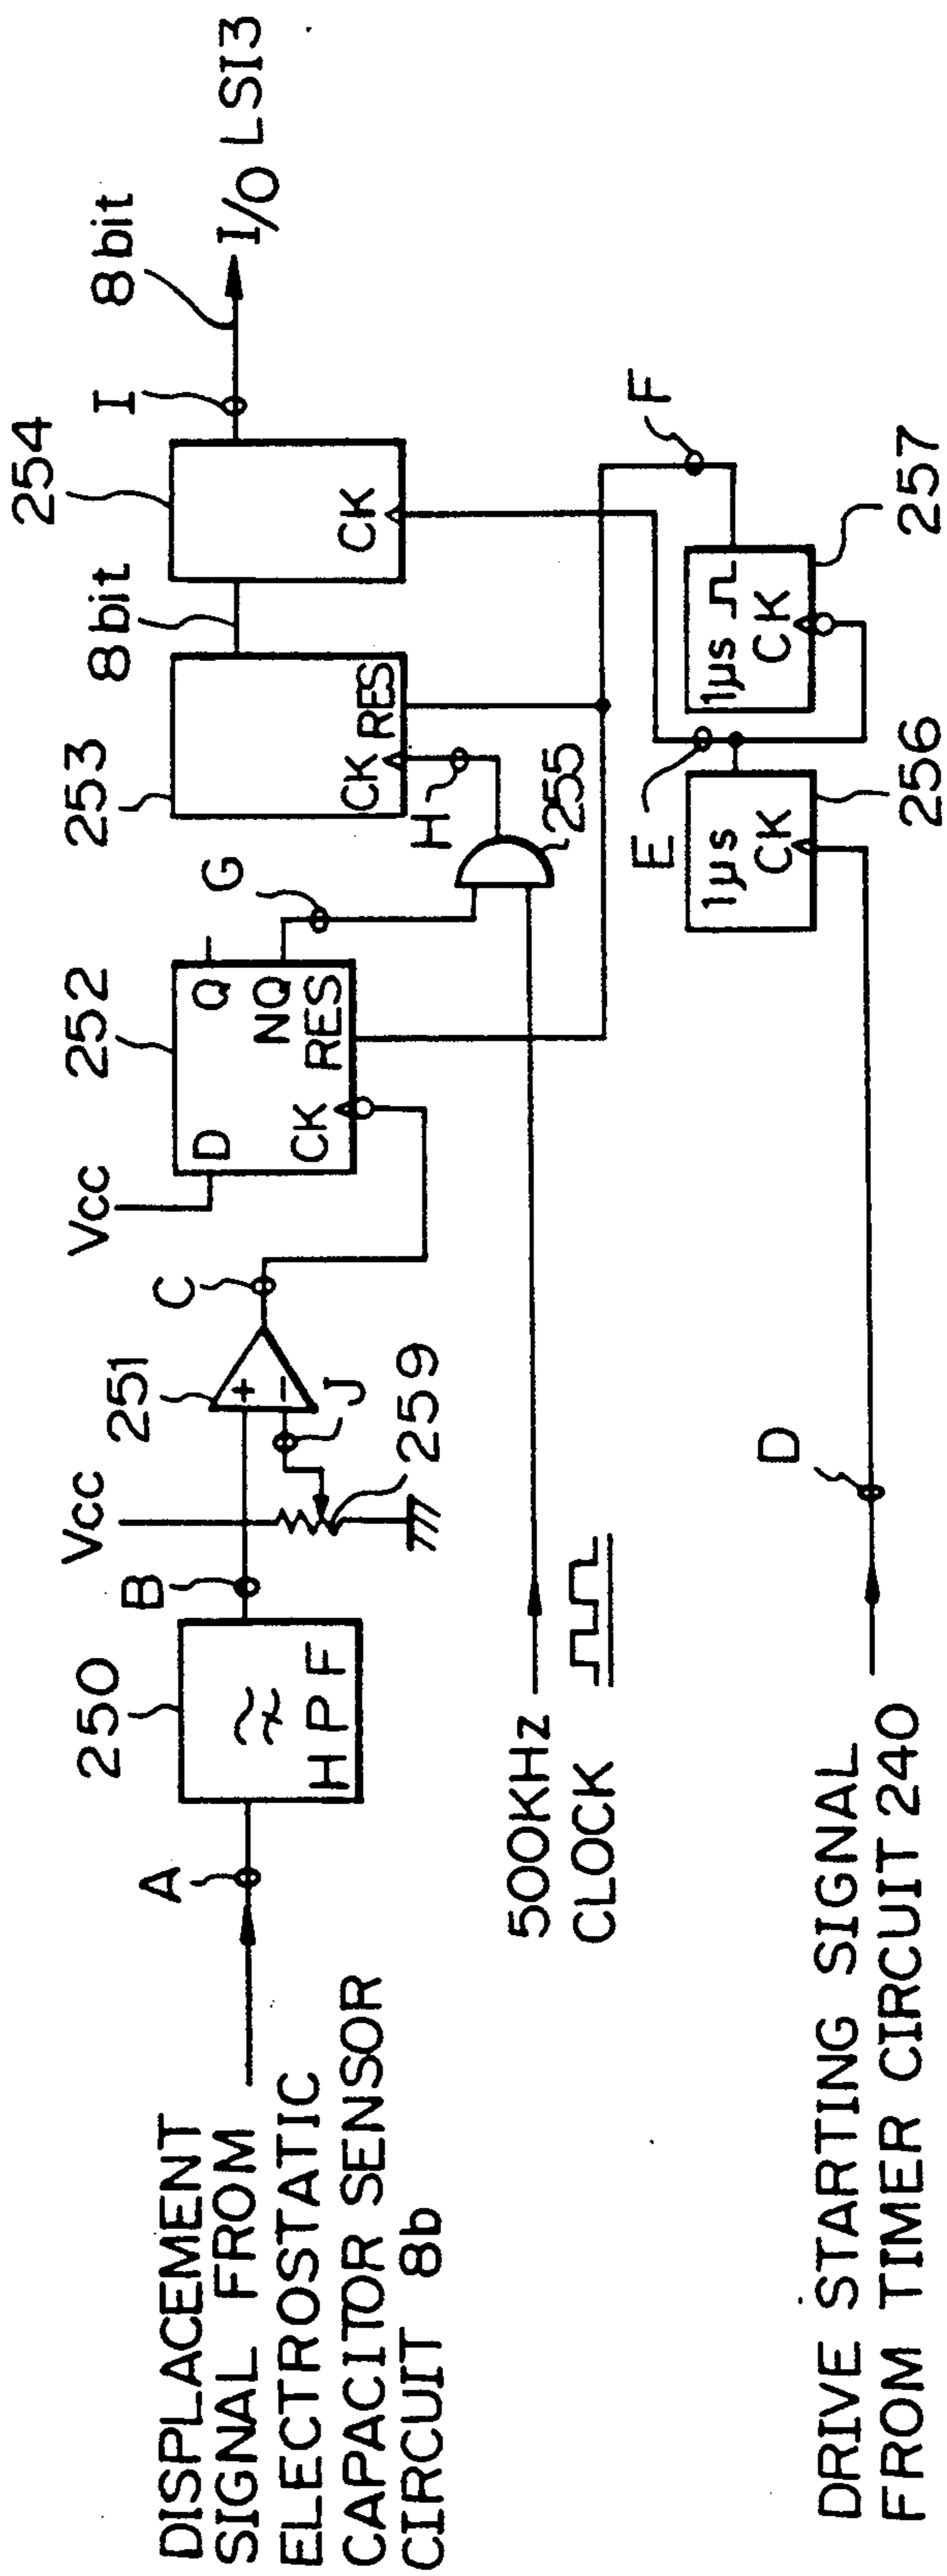 DISPLACEMENT
SIGNAL FROM
ELECTROSTATIC
CAPACITOR SENSOR
CIRCUIT 8b
A
250
HPF
B
Vcc
251
+
−
J
259
C
Vcc
252
D
Q
NQ
CK
RES
G
253
CK
RES
H
255
8bit
254
CK
I
8bit
I/O LSI3
500KHz
CLOCK
DRIVE STARTING SIGNAL
FROM TIMER CIRCUIT 240
D
E
1μs
CK
256
1μs
CK
257
F